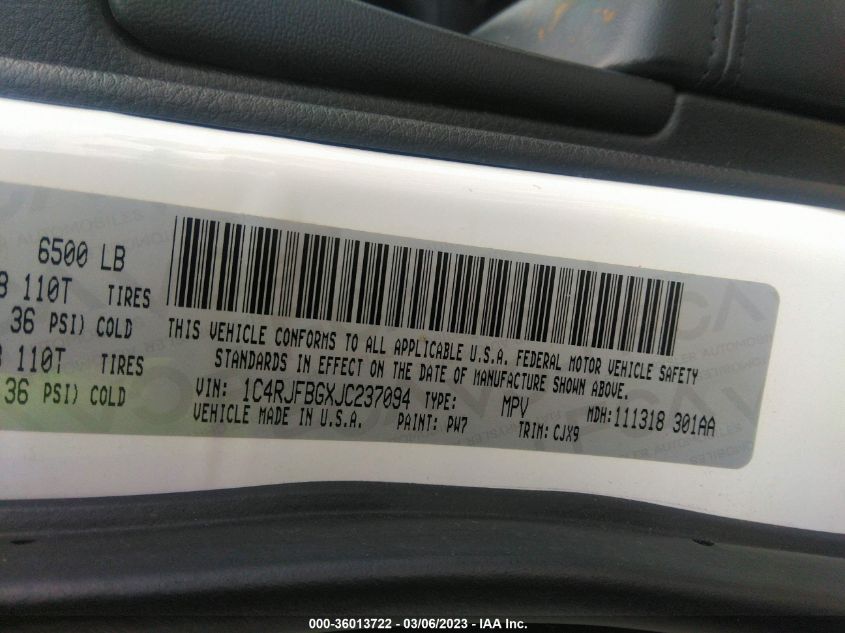 6500 LB
8 110T TIRES
36 PSI) COLD
8 110T TIRES
36 PSI) COLD
THIS VEHICLE CONFORMS TO ALL APPLICABLE U.S.A. FEDERAL MOTOR VEHICLE SAFETY
STANDARDS IN EFFECT ON THE DATE OF MANUFACTURE SHOWN ABOVE.
VIN: 1C4RJFBGXJC237094 TYPE: MPV MDH:111318 301AA
VEHICLE MADE IN U.S.A. PAINT: PW7 TRIM: CJX9
000-36013722 - 03/06/2023 - © IAA Inc.